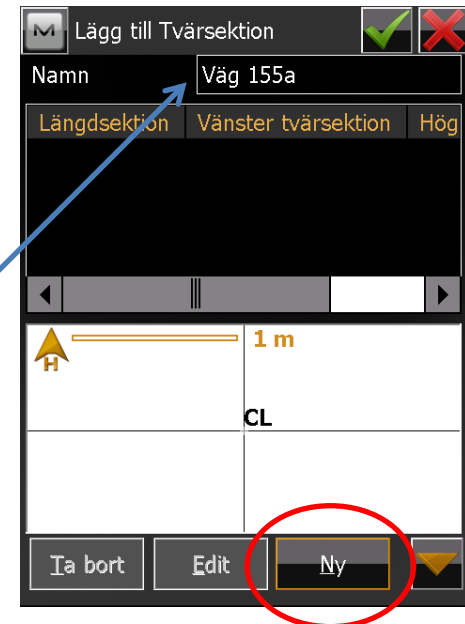 Lägg till Tvärsektion
Namn Väg 155a
Längdsektion Vänster tvärsektion Hög
1 m
H
CL
Ta bort Edit Ny